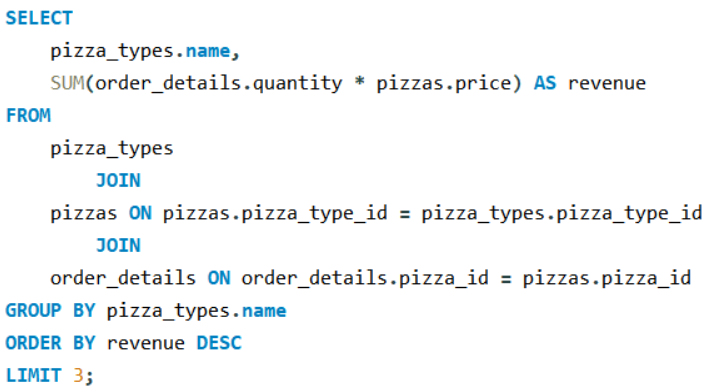 SELECT
    pizza_types.name,
    SUM(order_details.quantity * pizzas.price) AS revenue
FROM
    pizza_types
        JOIN
    pizzas ON pizzas.pizza_type_id = pizza_types.pizza_type_id
        JOIN
    order_details ON order_details.pizza_id = pizzas.pizza_id
GROUP BY pizza_types.name
ORDER BY revenue DESC
LIMIT 3;